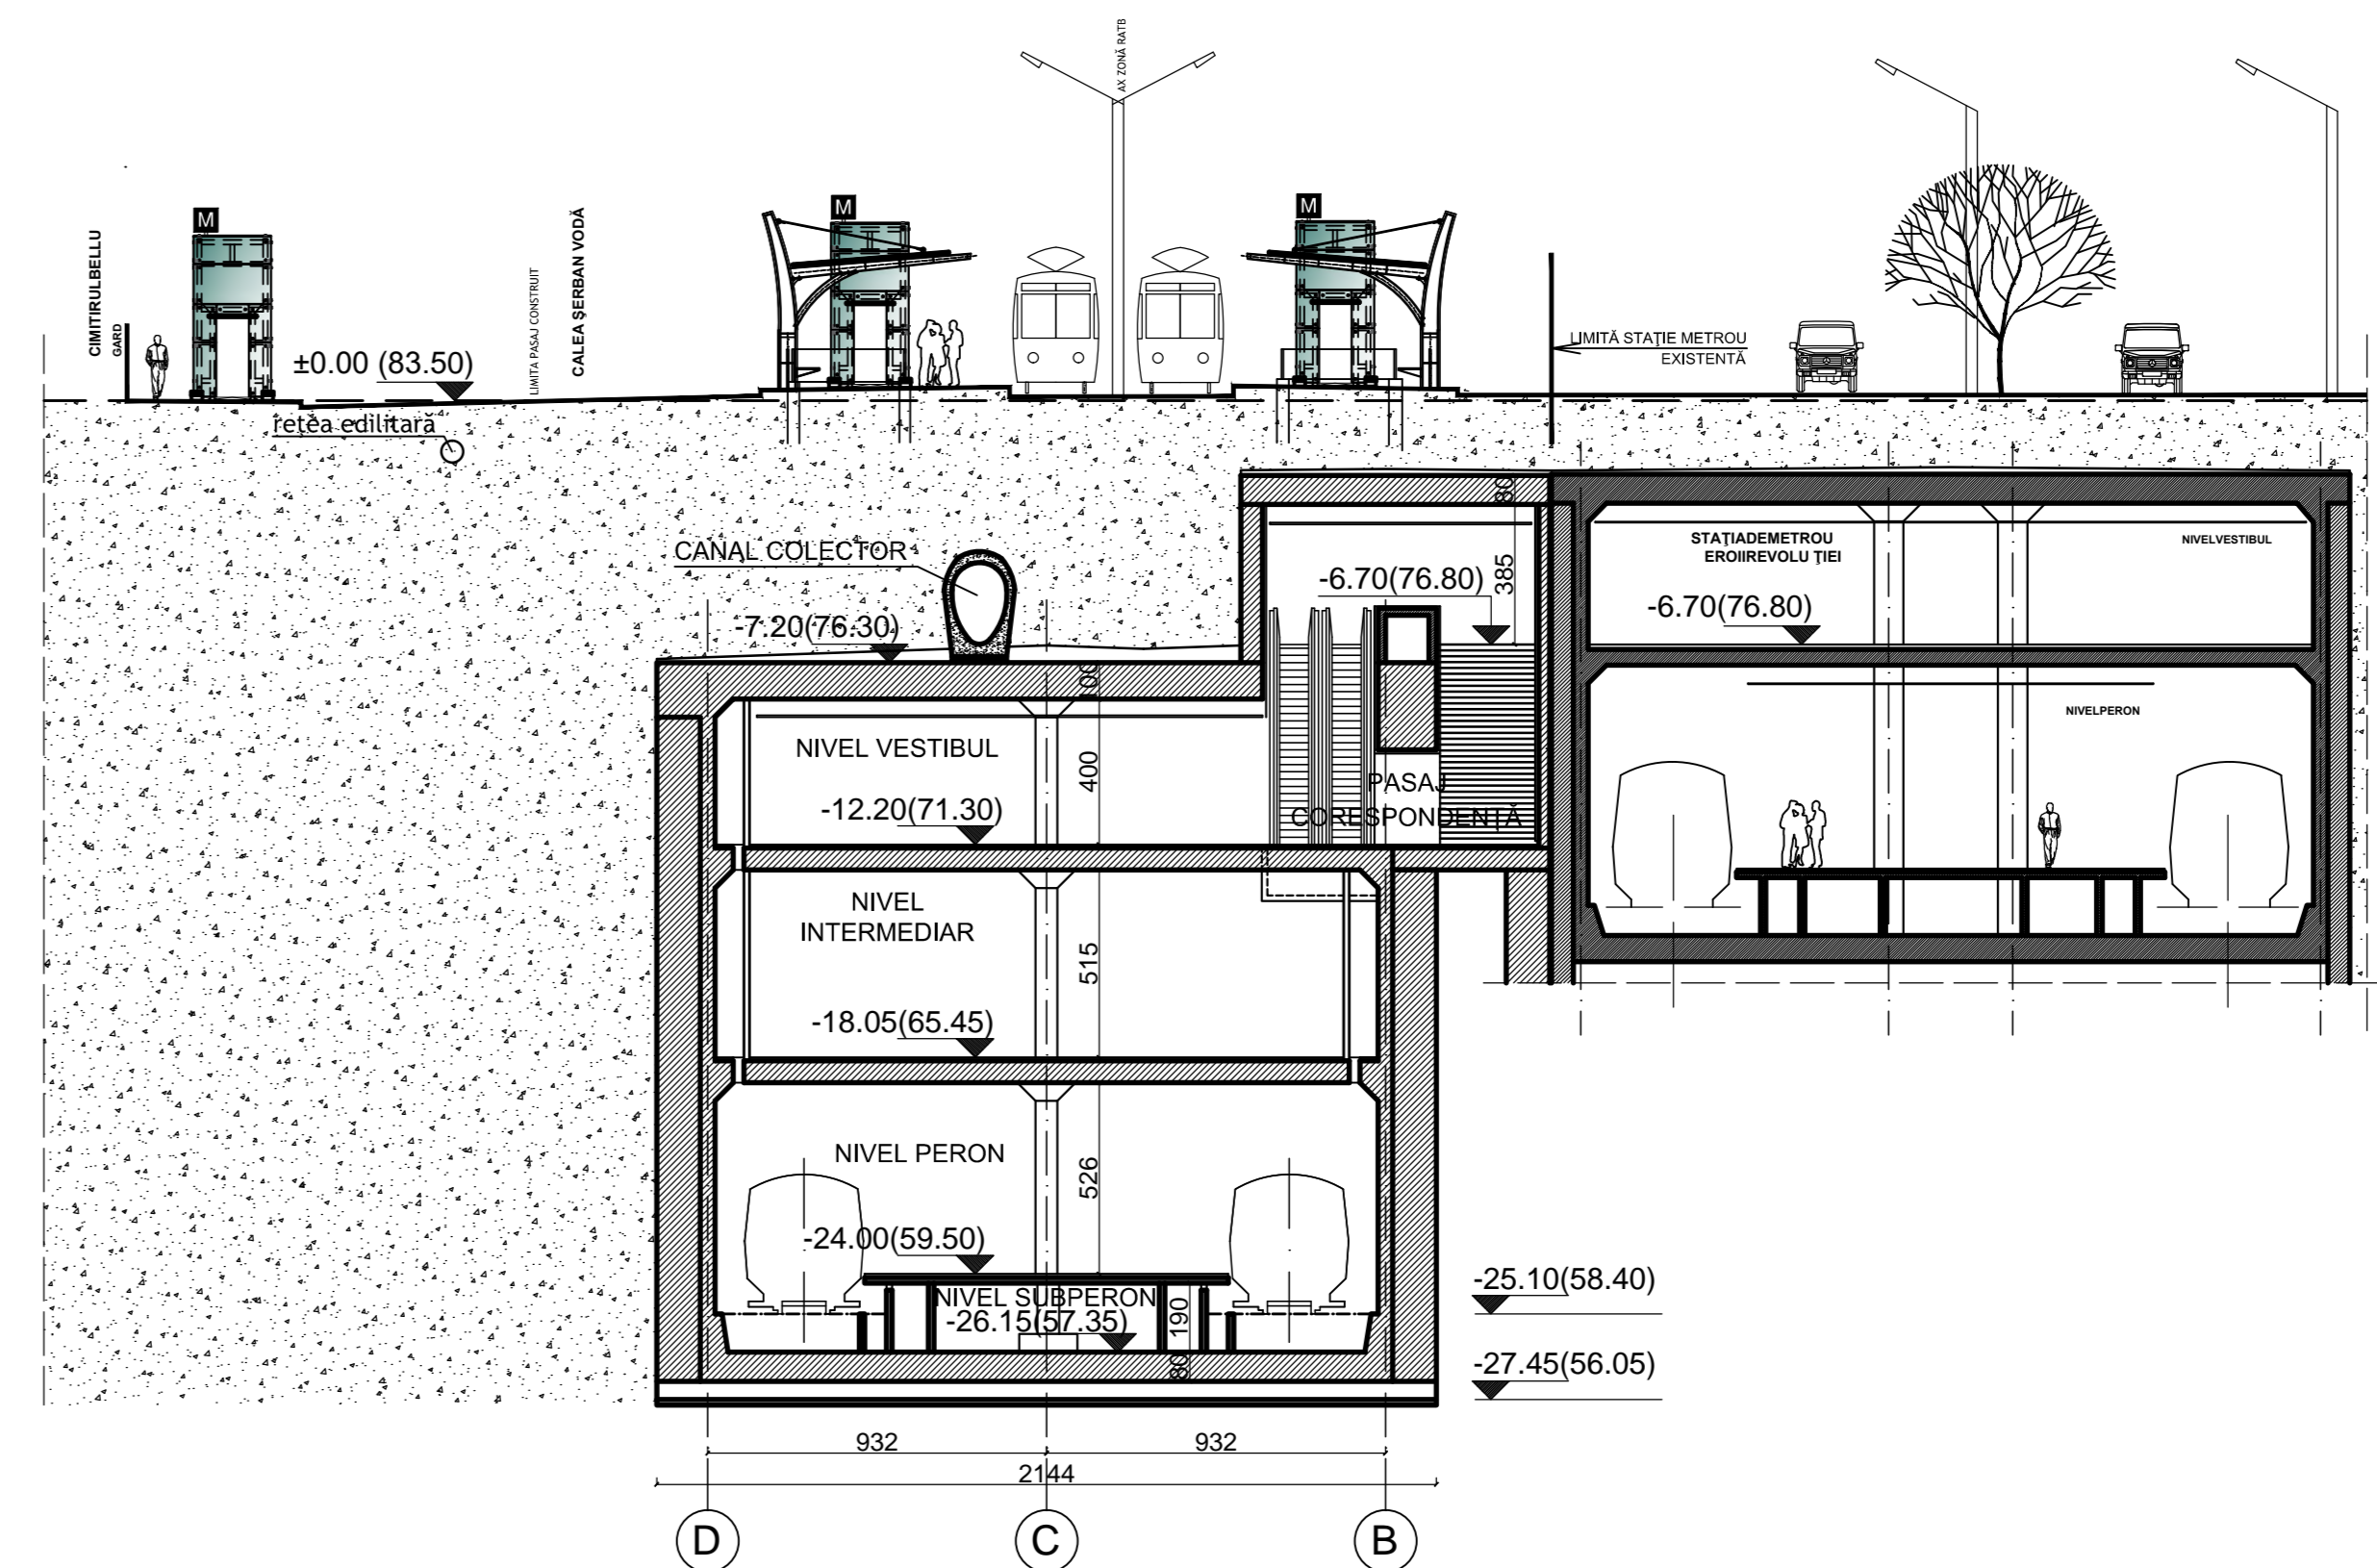 AX ZONĂ RATB
M
M
M
CIMITIRULBELLU
GARD
LIMITA PASAJ CONSTRUIT
CALEA ȘERBAN VODĂ
±0.00 (83.50)
rețea edilitară
LIMITĂ STAȚIE METROU
EXISTENTĂ
CANAL COLECTOR
-7.20(76.30)
80
-6.70(76.80)
385
STAȚIADEMETROU
EROIIREVOLU ȚIEI
NIVELVESTIBUL
-6.70(76.80)
100
NIVEL VESTIBUL
400
-12.20(71.30)
PASAJ
CORESPONDENȚĂ
NIVELPERON
NIVEL
INTERMEDIAR
515
-18.05(65.45)
NIVEL PERON
526
-24.00(59.50)
NIVEL SUBPERON
-26.15(57.35)
190
80
-25.10(58.40)
-27.45(56.05)
932
932
2144
D
C
B